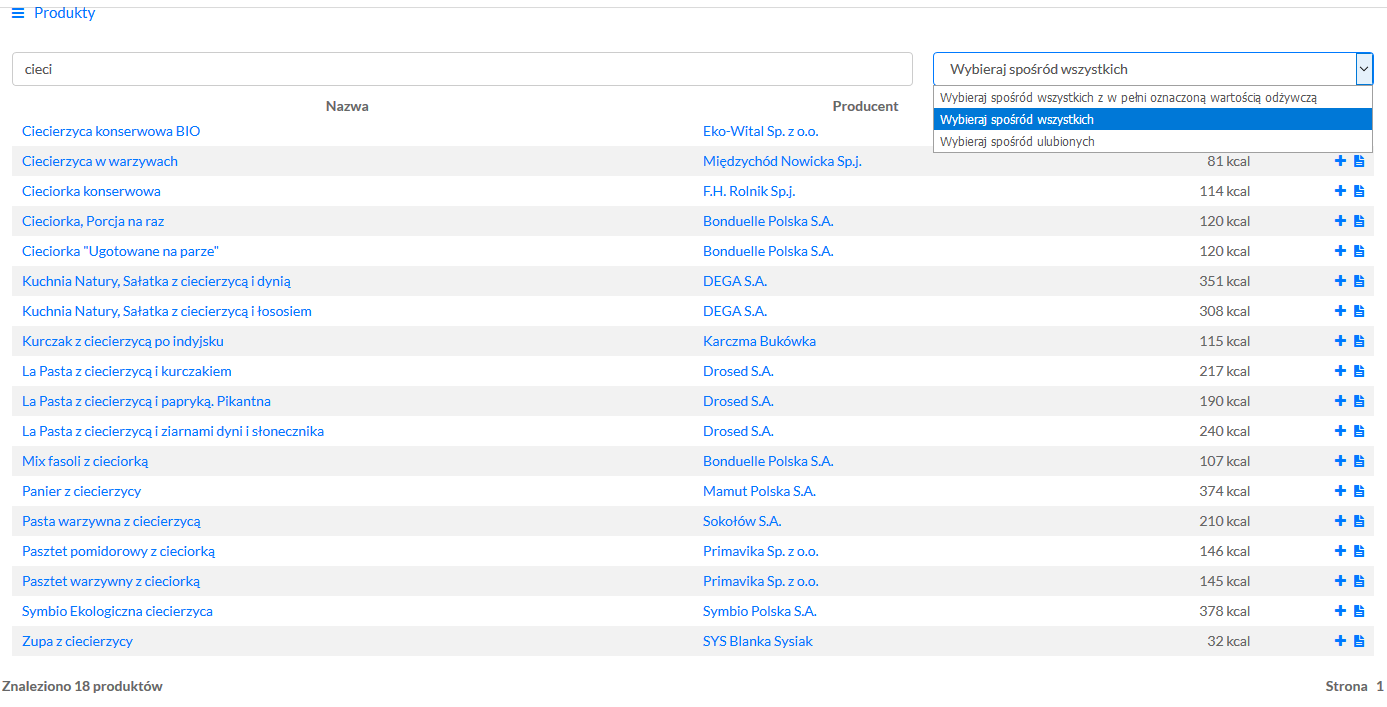 Produkty
cieci
Wybieraj spośród wszystkich
Wybieraj spośród wszystkich z w pełni oznaczoną wartością odżywczą
Wybieraj spośród wszystkich
Wybieraj spośród ulubionych
Nazwa Producent
Ciecierzyca konserwowa BIO Eko-Wital Sp. z o.o.
Ciecierzyca w warzywach Międzychód Nowicka Sp.j. 81 kcal
Cieciorka konserwowa F.H. Rolnik Sp.j. 114 kcal
Cieciorka, Porcja na raz Bonduelle Polska S.A. 120 kcal
Cieciorka "Ugotowane na parze" Bonduelle Polska S.A. 120 kcal
Kuchnia Natury, Sałatka z ciecierzycą i dynią DEGA S.A. 351 kcal
Kuchnia Natury, Sałatka z ciecierzycą i łososiem DEGA S.A. 308 kcal
Kurczak z ciecierzycą po indyjsku Karczma Bukówka 115 kcal
La Pasta z ciecierzycą i kurczakiem Drosed S.A. 217 kcal
La Pasta z ciecierzycą i papryką. Pikantna Drosed S.A. 190 kcal
La Pasta z ciecierzycą i ziarnami dyni i słonecznika Drosed S.A. 240 kcal
Mix fasoli z cieciorką Bonduelle Polska S.A. 107 kcal
Panier z ciecierzycy Mamut Polska S.A. 374 kcal
Pasta warzywna z ciecierzycą Sokołów S.A. 210 kcal
Pasztet pomidorowy z cieciorką Primavika Sp. z o.o. 146 kcal
Pasztet warzywny z cieciorką Primavika Sp. z o.o. 145 kcal
Symbio Ekologiczna ciecierzyca Symbio Polska S.A. 378 kcal
Zupa z ciecierzycy SYS Blanka Sysiak 32 kcal
Znaleziono 18 produktów Strona 1